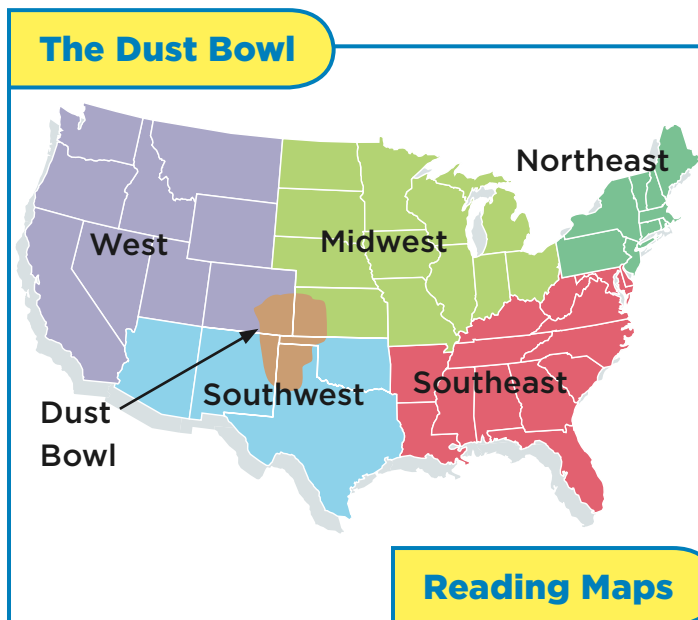 The Dust Bowl
Northeast
West
Midwest
Southwest
Southeast
Dust
Bowl
Reading Maps